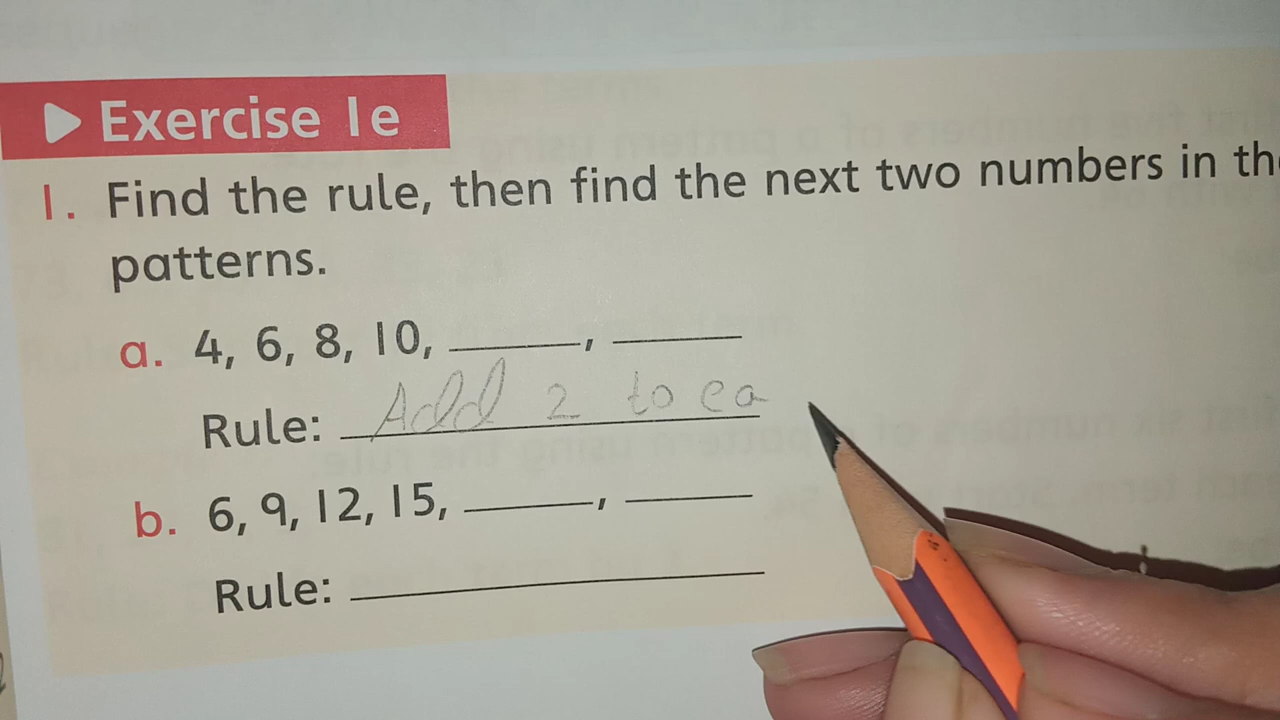 Exercise 1e
1. Find the rule, then find the next two numbers in th
patterns.
a. 4, 6, 8, 10, ______, ______
Rule: Add 2 to ea
b. 6, 9, 12, 15, ______, ______
Rule: ______